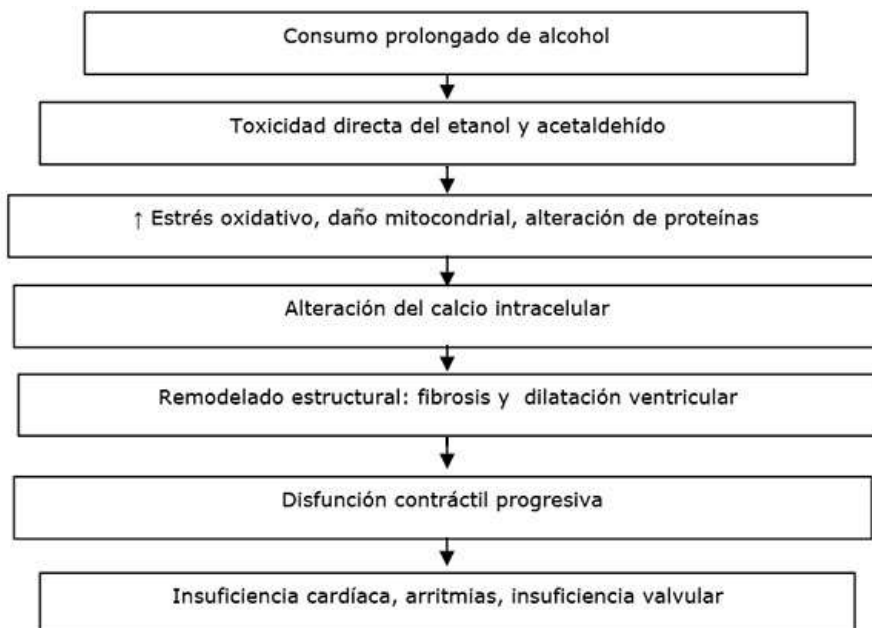 Consumo prolongado de alcohol
Toxicidad directa del etanol y acetaldehído
↑ Estrés oxidativo, daño mitocondrial, alteración de proteínas
Alteración del calcio intracelular
Remodelado estructural: fibrosis y dilatación ventricular
Disfunción contráctil progresiva
Insuficiencia cardíaca, arritmias, insuficiencia valvular